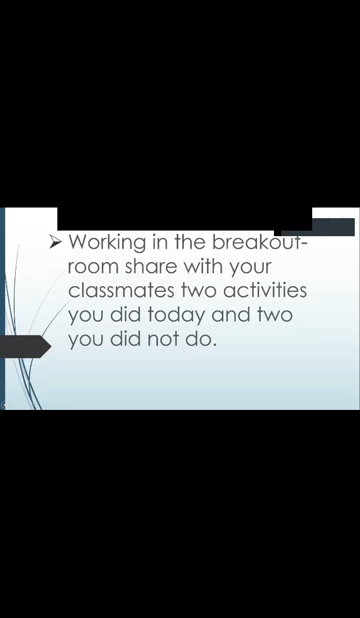 Working in the breakout-
room share with your
classmates two activities
you did today and two
you did not do.